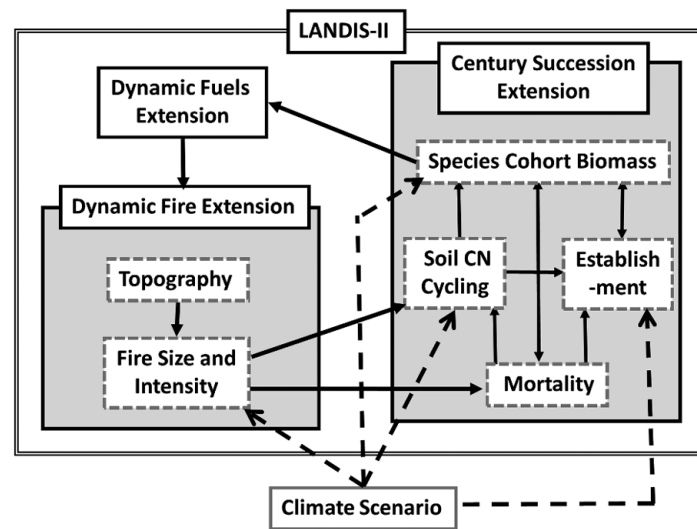 LANDIS-II
Century Succession
Extension
Dynamic Fuels
Extension
Species Cohort Biomass
Dynamic Fire Extension
Topography
Soil CN
Cycling
Establish
-ment
Fire Size and
Intensity
Mortality
Climate Scenario